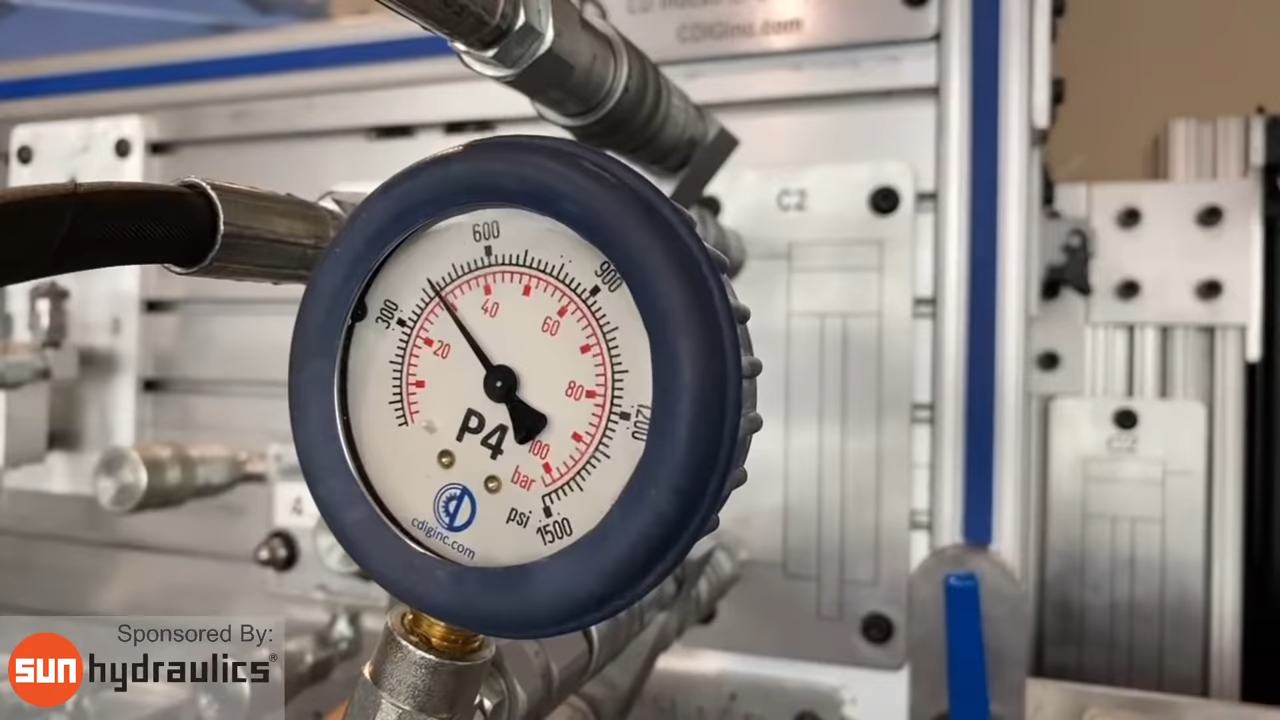 CDIGinc.com
C2
600
900
300
40
60
20
80
1200
P4
100
bar
psi
1500
cdiginc.com
4
Sponsored By:
sun hydraulics®